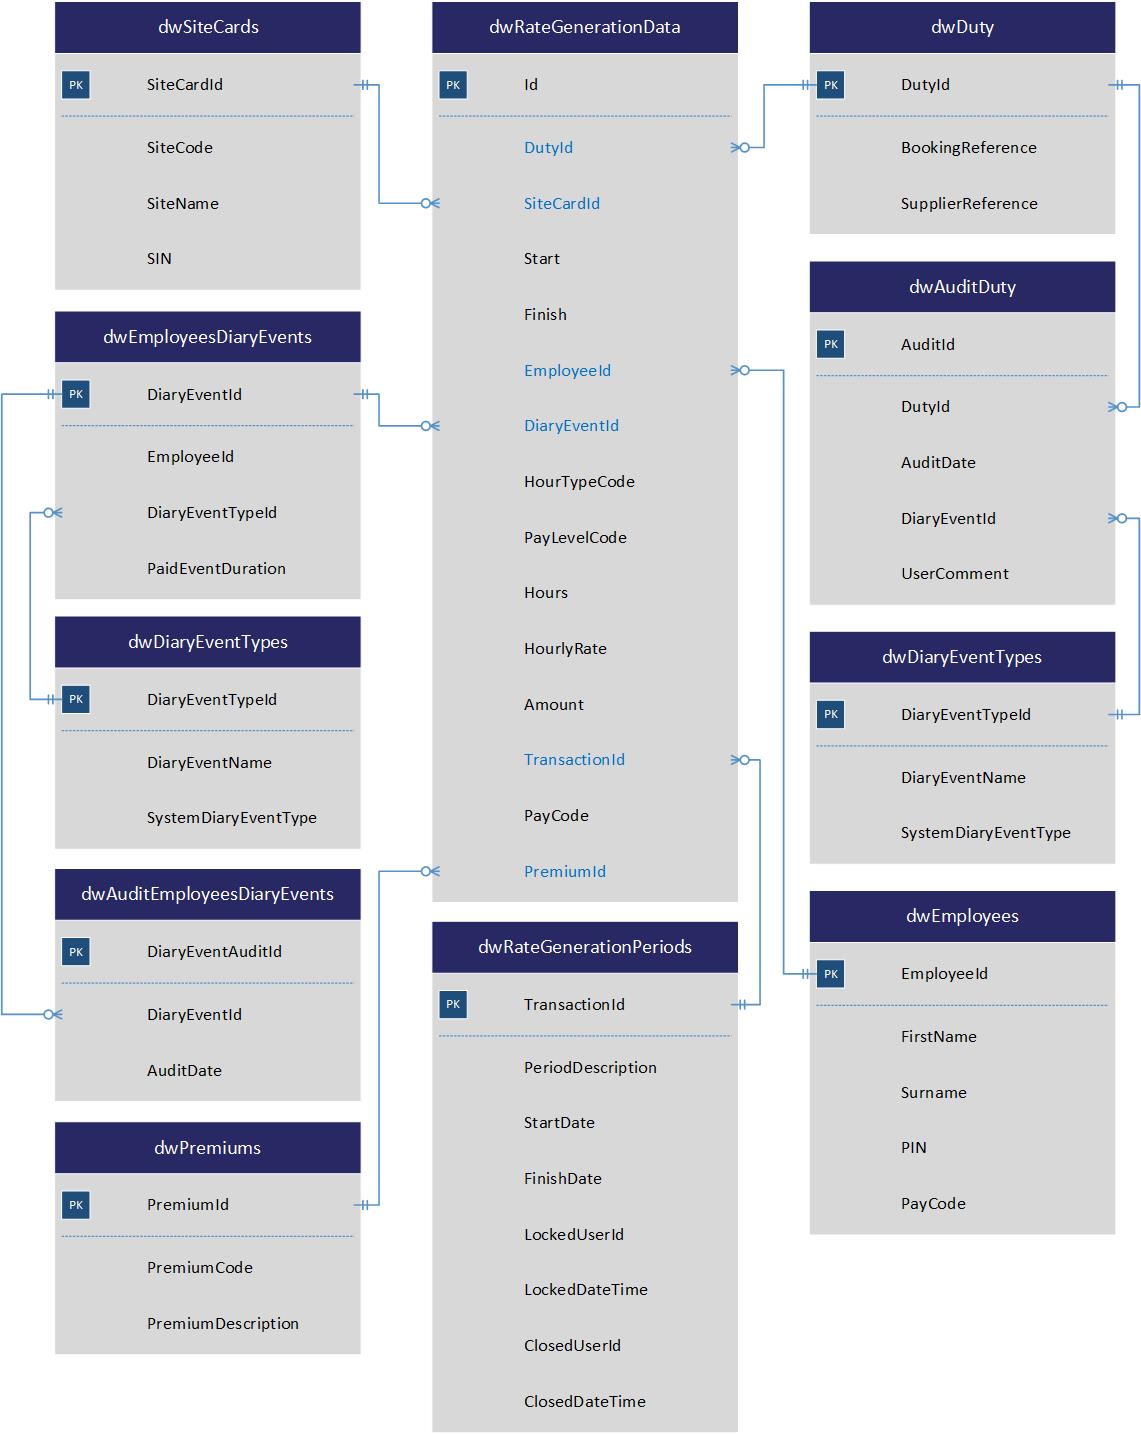 dwSiteCards
PK SiteCardId
SiteCode
SiteName
SIN
dwEmployeesDiaryEvents
PK DiaryEventId
EmployeeId
DiaryEventTypeId
PaidEventDuration
dwDiaryEventTypes
PK DiaryEventTypeId
DiaryEventName
SystemDiaryEventType
dwAuditEmployeesDiaryEvents
PK DiaryEventAuditId
DiaryEventId
AuditDate
dwPremiums
PK PremiumId
PremiumCode
PremiumDescription
dwRateGenerationData
PK Id
DutyId
SiteCardId
Start
Finish
EmployeeId
DiaryEventId
HourTypeCode
PayLevelCode
Hours
HourlyRate
Amount
TransactionId
PayCode
PremiumId
dwRateGenerationPeriods
PK TransactionId
PeriodDescription
StartDate
FinishDate
LockedUserId
LockedDateTime
ClosedUserId
ClosedDateTime
dwDuty
PK DutyId
BookingReference
SupplierReference
dwAuditDuty
PK AuditId
DutyId
AuditDate
DiaryEventId
UserComment
dwDiaryEventTypes
PK DiaryEventTypeId
DiaryEventName
SystemDiaryEventType
dwEmployees
PK EmployeeId
FirstName
Surname
PIN
PayCode